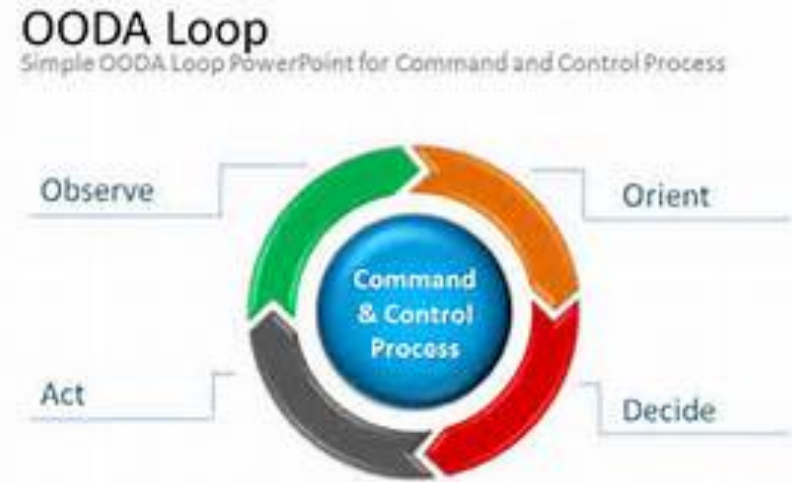 OODA Loop
Simple OODA Loop PowerPoint for Command and Control Process
Observe
Orient
Command
& Control
Process
Act
Decide